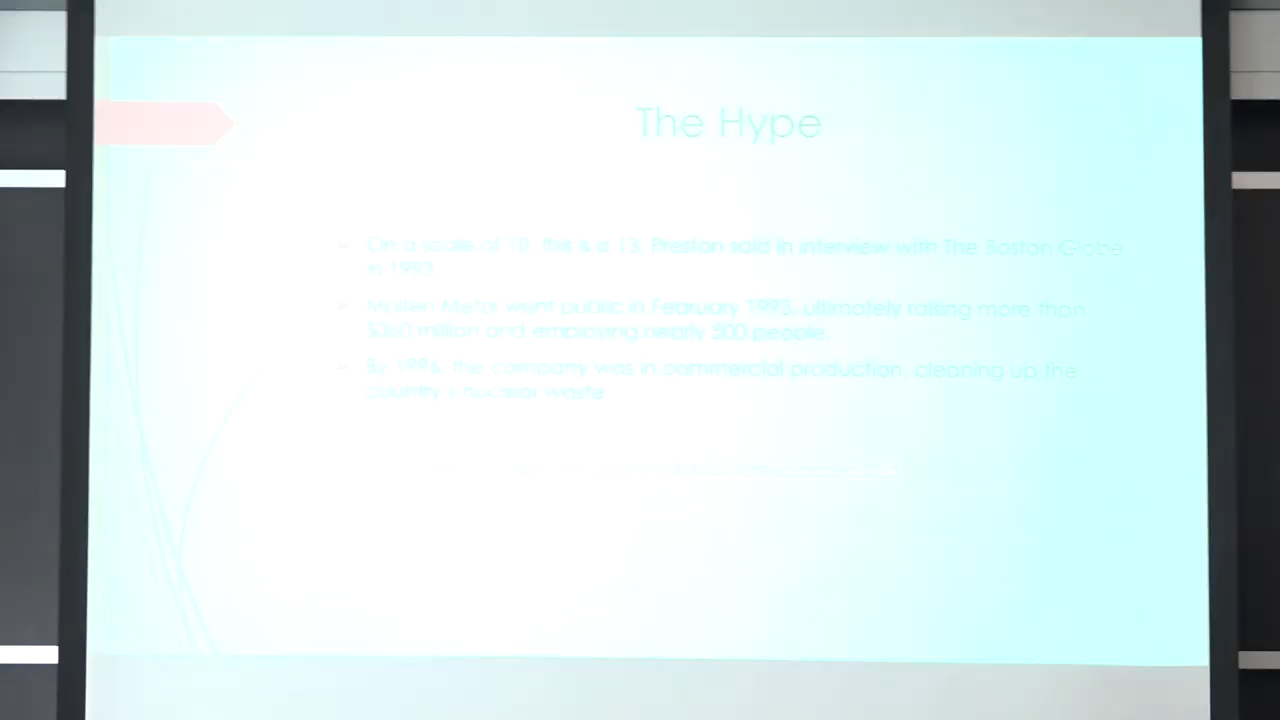 The Hype
On a scale of 10 this is a 13, Preston said in interview with The Boston Globe
in 1993
Molten Metal went public in February 1993, ultimately raising more than
million and employing nearly 500 people.
By 1996, the company was in commercial production, cleaning up the
country's nuclear waste